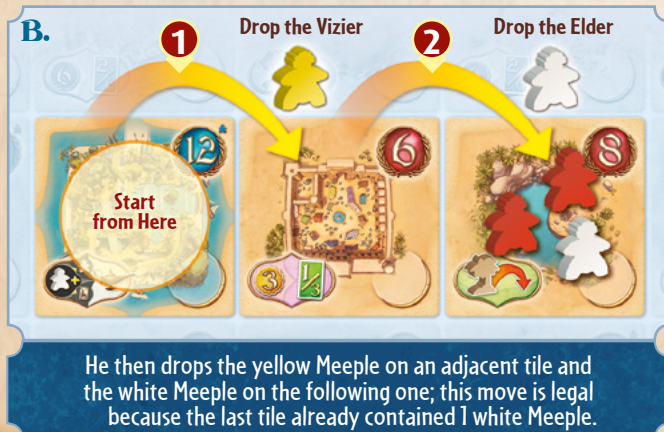 B.
1
Drop the Vizier
2
Drop the Elder
12
6
8
Start
from Here
3
1/3
He then drops the yellow Meeple on an adjacent tile and
the white Meeple on the following one; this move is legal
because the last tile already contained 1 white Meeple.